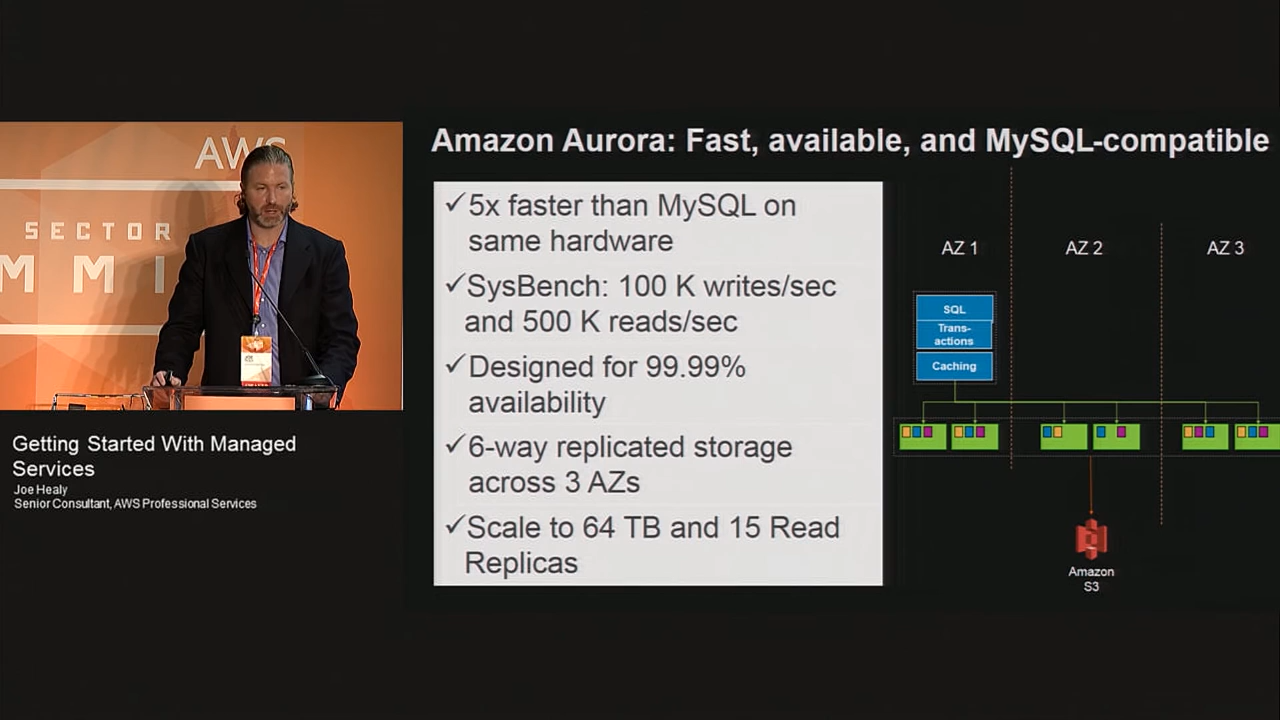 AWS
SECTOR
MMI
Getting Started With Managed
Services
Joe Healy
Senior Consultant, AWS Professional Services
Amazon Aurora: Fast, available, and MySQL-compatible
✓5x faster than MySQL on
same hardware
✓SysBench: 100 K writes/sec
and 500 K reads/sec
✓Designed for 99.99%
availability
✓6-way replicated storage
across 3 AZs
✓Scale to 64 TB and 15 Read
Replicas
AZ 1
AZ 2
AZ 3
SQL
Trans-
actions
Caching
Amazon
S3